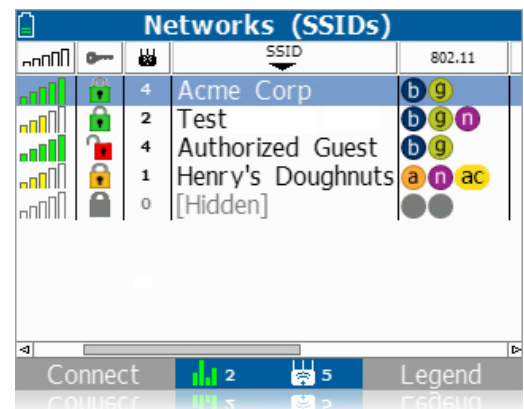 Networks (SSIDs)
SSID 802.11
4 Acme Corp b g
2 Test b g n
4 Authorized Guest b g
1 Henry's Doughnuts a n ac
0 [Hidden]
Connect 2 5 Legend